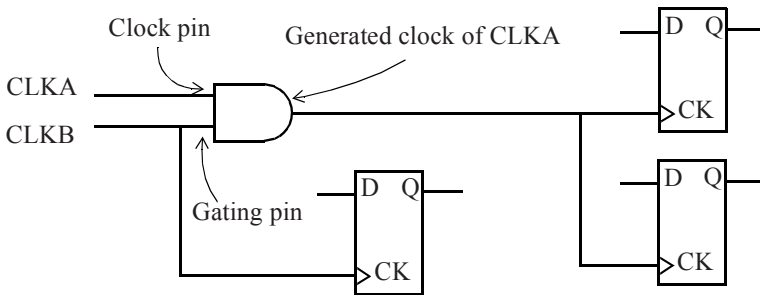 Clock pin
Generated clock of CLKA
D Q
CLKA
CLKB
CK
D Q
D Q
Gating pin
CK
CK